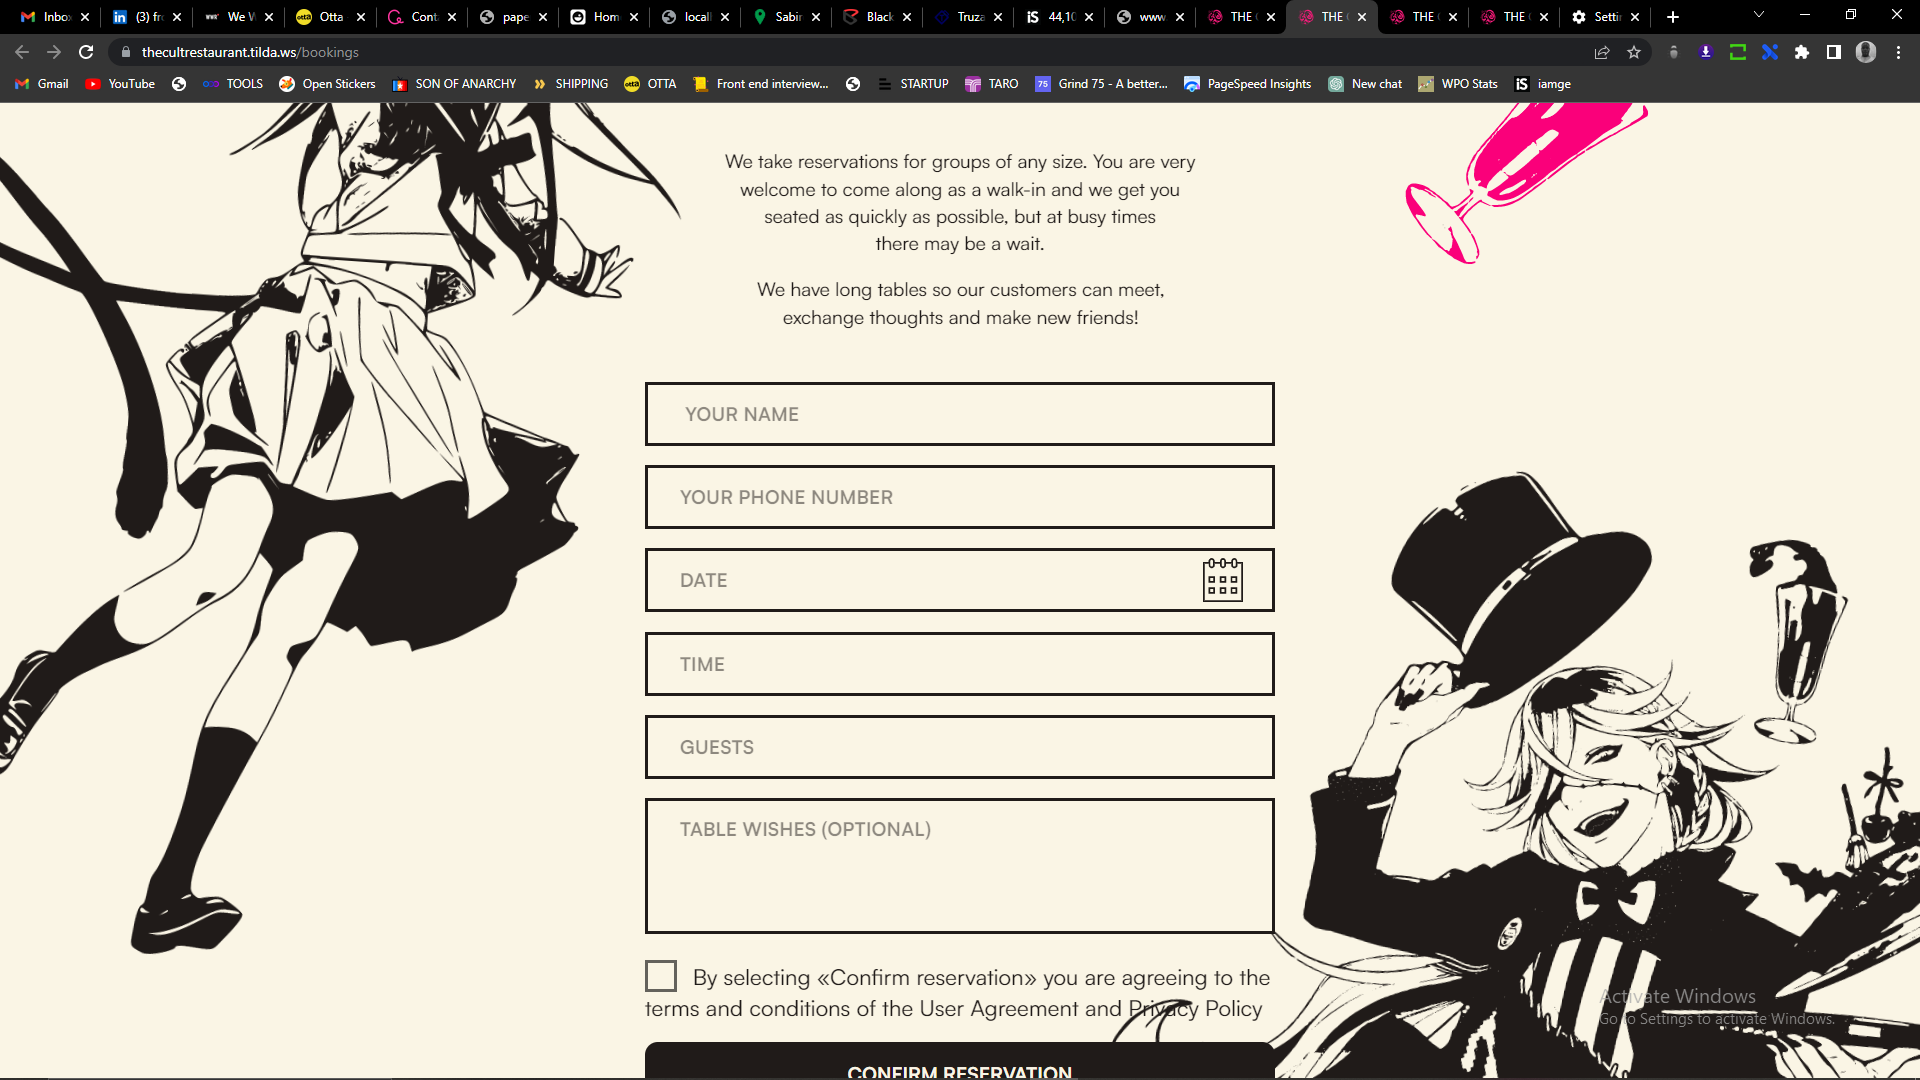 Inbo
(3) fr
We W
Otta
Cont
pape
Hom
locall
Sabir
Black
Truza
44,10
www
THE
THE
THE
THE
Setti
thecultrestaurant.tilda.ws/bookings
Gmail
YouTube
TOOLS
Open Stickers
SON OF ANARCHY
SHIPPING
OTTA
Front end interview...
STARTUP
TARO
75 Grind 75 - A better...
PageSpeed Insights
New chat
WPO Stats
iamge
We take reservations for groups of any size. You are very
welcome to come along as a walk-in and we get you
seated as quickly as possible, but at busy times
there may be a wait.
We have long tables so our customers can meet,
exchange thoughts and make new friends!
YOUR NAME
YOUR PHONE NUMBER
DATE
TIME
GUESTS
TABLE WISHES (OPTIONAL)
By selecting «Confirm reservation» you are agreeing to the
terms and conditions of the User Agreement and Privacy Policy
CONFIRM RESERVATION
Activate Windows
Go to Settings to activate Windows.